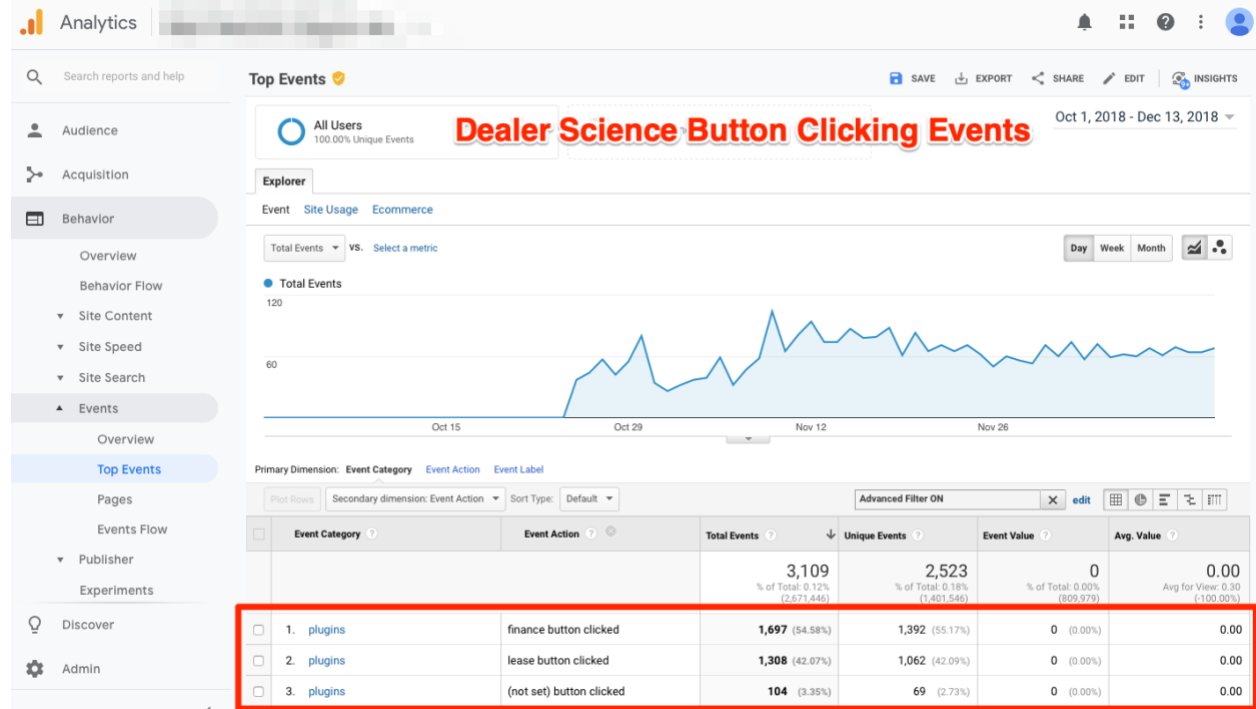 Analytics
Search reports and help
Top Events
SAVE EXPORT SHARE EDIT INSIGHTS
Audience
Acquisition
Behavior
Overview
Behavior Flow
Site Content
Site Speed
Site Search
Events
Overview
Top Events
Pages
Events Flow
Publisher
Experiments
Discover
Admin
All Users
100.00% Unique Events
Dealer Science Button Clicking Events
Oct 1, 2018 - Dec 13, 2018
Explorer
Event Site Usage Ecommerce
Total Events VS. Select a metric
Day Week Month
Total Events
120
60
Oct 15 Oct 29 Nov 12 Nov 26
Primary Dimension: Event Category Event Action Event Label
Plot Rows Secondary dimension: Event Action Sort Type: Default Advanced Filter ON edit
Event Category Event Action Total Events Unique Events Event Value Avg. Value
3,109 2,523 0 0.00
% of Total: 0.12% % of Total: 0.18% % of Total: 0.00% Avg for View: 0.30
(2,671,446) (1,401,546) (809,979) (-100.00%)
1. plugins finance button clicked 1,697 (54.58%) 1,392 (55.17%) 0 (0.00%) 0.00
2. plugins lease button clicked 1,308 (42.07%) 1,062 (42.09%) 0 (0.00%) 0.00
3. plugins (not set) button clicked 104 (3.35%) 69 (2.73%) 0 (0.00%) 0.00